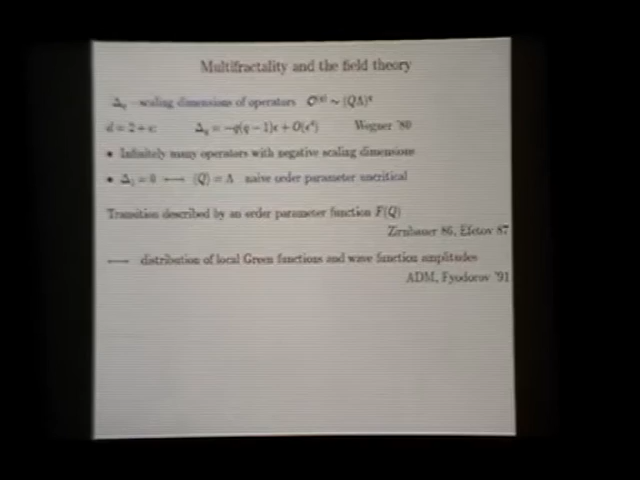 Multifractality and the field theory
Δ_q – scaling dimensions of operators O^(q) ~ (QΛ)^q
d = 2 + ε: Δ_q = −q(q − 1)ε + O(ε⁴) Wegner '80
• Infinitely many operators with negative scaling dimensions
• Δ₁ = 0 ⟷ ⟨Q⟩ = Λ naive order parameter uncritical
Transition described by an order parameter function F(Q)
Zirnbauer 86, Efetov 87
⟷ distribution of local Green functions and wave function amplitudes
ADM, Fyodorov '91